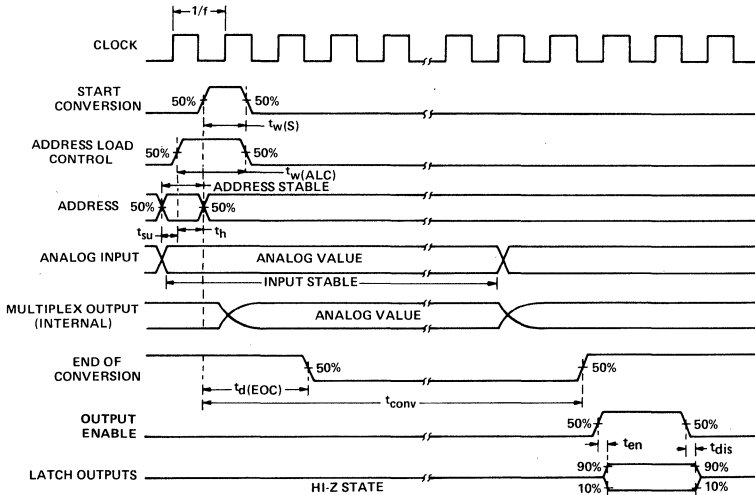 1/f
CLOCK
START
CONVERSION
50%
50%
tw(S)
ADDRESS LOAD
CONTROL
50%
50%
tw(ALC)
ADDRESS STABLE
ADDRESS
50%
50%
tsu
th
ANALOG INPUT
ANALOG VALUE
INPUT STABLE
MULTIPLEX OUTPUT
(INTERNAL)
ANALOG VALUE
END OF
CONVERSION
50%
50%
td(EOC)
tconv
OUTPUT
ENABLE
50%
50%
ten
tdis
LATCH OUTPUTS
HI-Z STATE
90%
90%
10%
10%